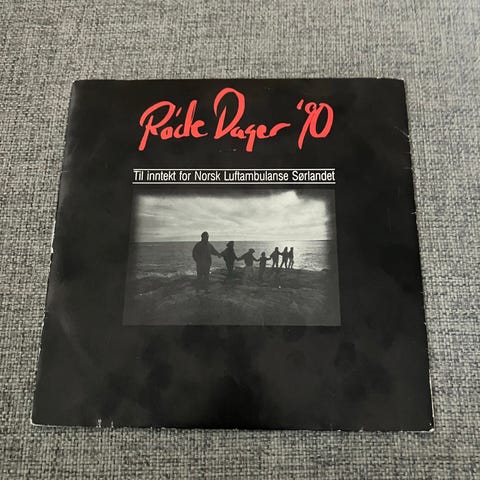 Røde Dager '90
Til inntekt for Norsk Luftambulanse Sørlandet